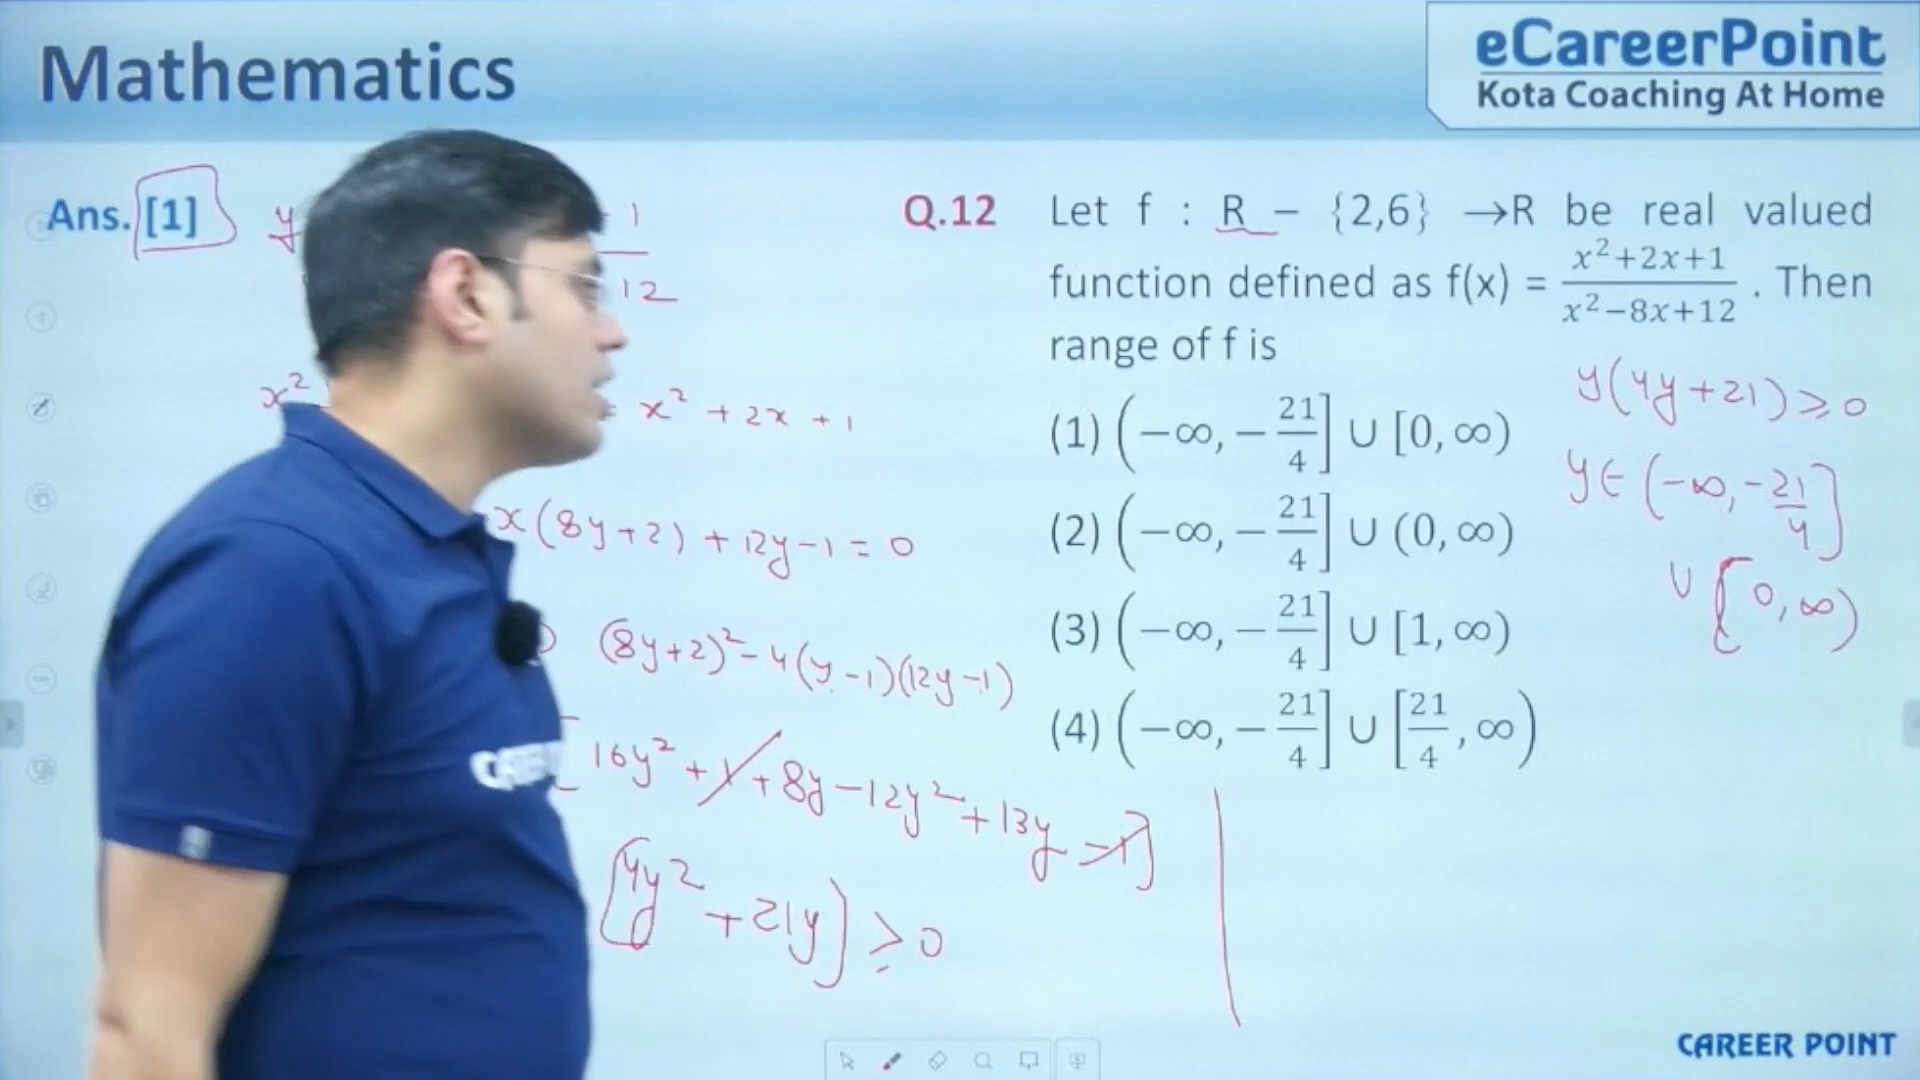 Mathematics
eCareerPoint
Kota Coaching At Home
Ans. [1]
y
1
12
x²
= x² + 2x + 1
x(8y+2) + 12y-1 = 0
(8y+2)² - 4(y-1)(12y-1)
[16y² + 1 + 8y - 12y² + 13y - 1]
[4y² + 21y] ≥ 0
Q.12 Let f : R – {2,6} →R be real valued
function defined as f(x) = (x²+2x+1)/(x²−8x+12) . Then
range of f is
(1) (−∞, −21/4] ∪ [0, ∞)
(2) (−∞, −21/4] ∪ (0, ∞)
(3) (−∞, −21/4] ∪ [1, ∞)
(4) (−∞, −21/4] ∪ [21/4, ∞)
y(4y+21) ≥ 0
y ∈ (-∞, -21/4]
∪ [0, ∞)
CAREER POINT